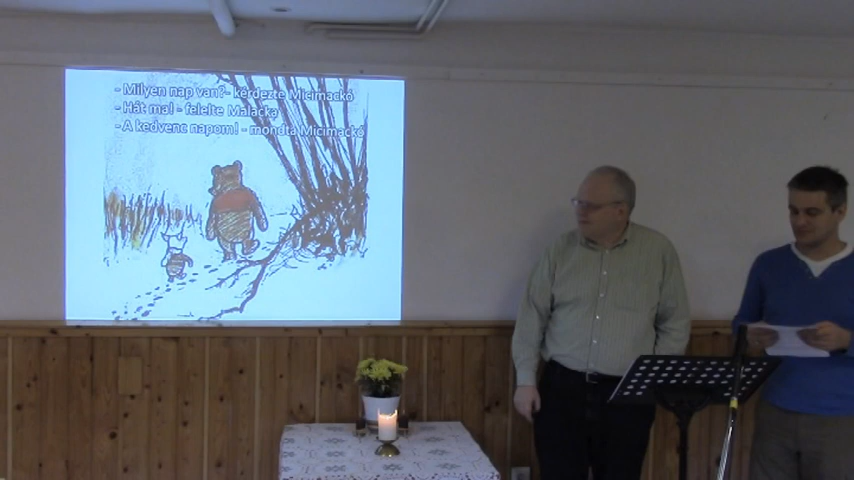 - Milyen nap van?- kérdezte Micimackó
- Hát ma! - felelte Malacka
- A kedvenc napom! - mondta Micimackó